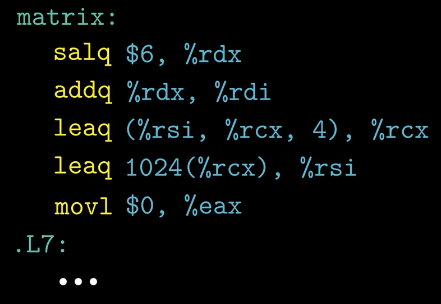 matrix:
salq $6, %rdx
addq %rdx, %rdi
leaq (%rsi, %rcx, 4), %rcx
leaq 1024(%rcx), %rsi
movl $0, %eax
.L7:
...